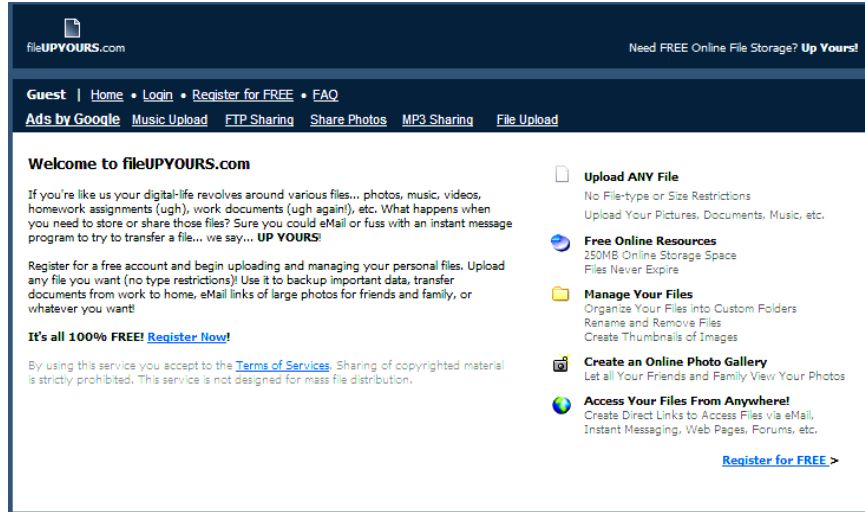 fileUPYOURS.com
Need FREE Online File Storage? Up Yours!
Guest | Home • Login • Register for FREE • FAQ
Ads by Google Music Upload FTP Sharing Share Photos MP3 Sharing File Upload
Welcome to fileUPYOURS.com
If you're like us your digital-life revolves around various files... photos, music, videos,
homework assignments (ugh), work documents (ugh again!), etc. What happens when
you need to store or share those files? Sure you could eMail or fuss with an instant message
program to try to transfer a file... we say... UP YOURS!
Register for a free account and begin uploading and managing your personal files. Upload
any file you want (no type restrictions)! Use it to backup important data, transfer
documents from work to home, eMail links of large photos for friends and family, or
whatever you want!
It's all 100% FREE! Register Now!
By using this service you accept to the Terms of Services. Sharing of copyrighted material
is strictly prohibited. This service is not designed for mass file distribution.
Upload ANY File
No File-type or Size Restrictions
Upload Your Pictures, Documents, Music, etc.
Free Online Resources
250MB Online Storage Space
Files Never Expire
Manage Your Files
Organize Your Files into Custom Folders
Rename and Remove Files
Create Thumbnails of Images
Create an Online Photo Gallery
Let all Your Friends and Family View Your Photos
Access Your Files From Anywhere!
Create Direct Links to Access Files via eMail,
Instant Messaging, Web Pages, Forums, etc.
Register for FREE >